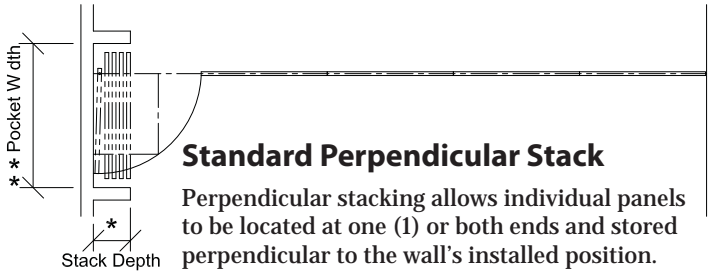 ** Pocket W dth
Standard Perpendicular Stack
Perpendicular stacking allows individual panels
to be located at one (1) or both ends and stored
perpendicular to the wall's installed position.
*
Stack Depth